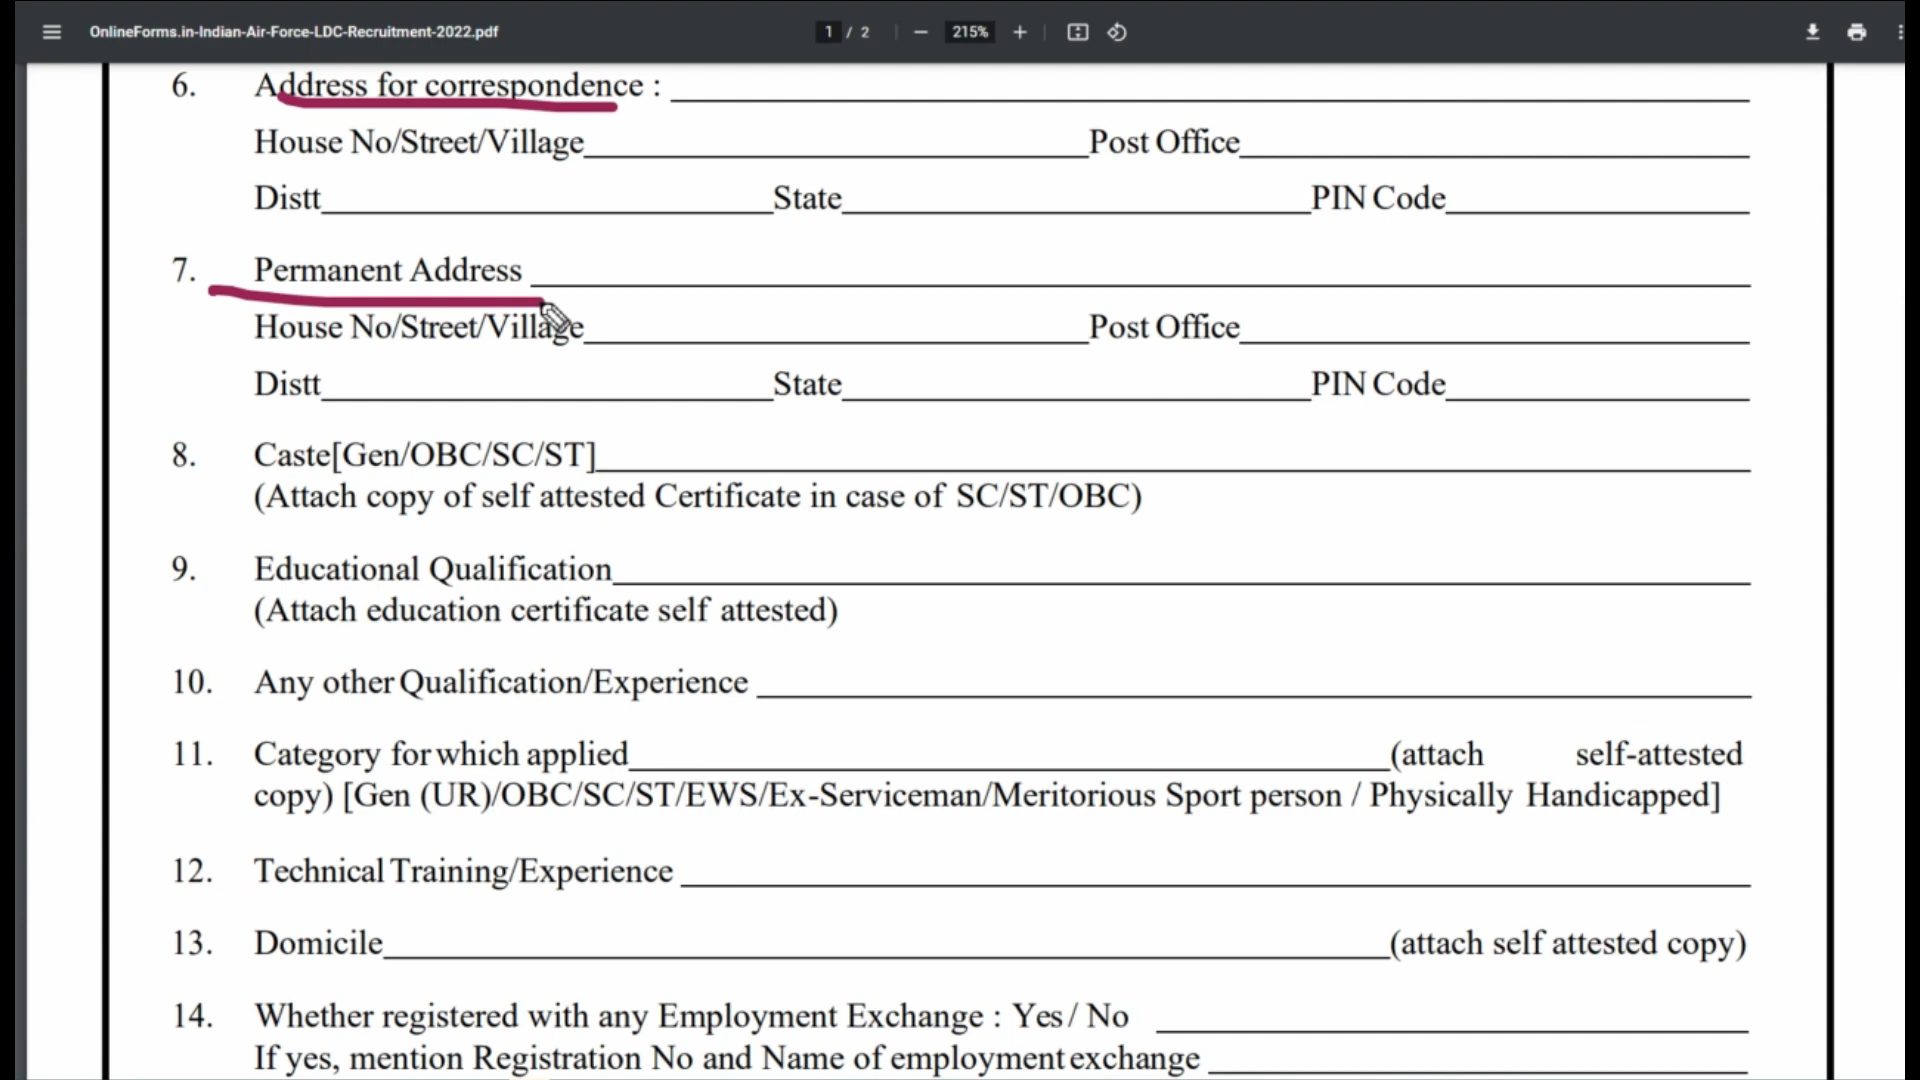 OnlineForms.in-Indian-Air-Force-LDC-Recruitment-2022.pdf 1 / 2 215%
6. Address for correspondence :
House No/Street/Village Post Office
Distt State PIN Code
7. Permanent Address
House No/Street/Village Post Office
Distt State PIN Code
8. Caste[Gen/OBC/SC/ST]
(Attach copy of self attested Certificate in case of SC/ST/OBC)
9. Educational Qualification
(Attach education certificate self attested)
10. Any other Qualification/Experience
11. Category for which applied (attach self-attested
copy) [Gen (UR)/OBC/SC/ST/EWS/Ex-Serviceman/Meritorious Sport person / Physically Handicapped]
12. Technical Training/Experience
13. Domicile (attach self attested copy)
14. Whether registered with any Employment Exchange : Yes / No
If yes, mention Registration No and Name of employment exchange